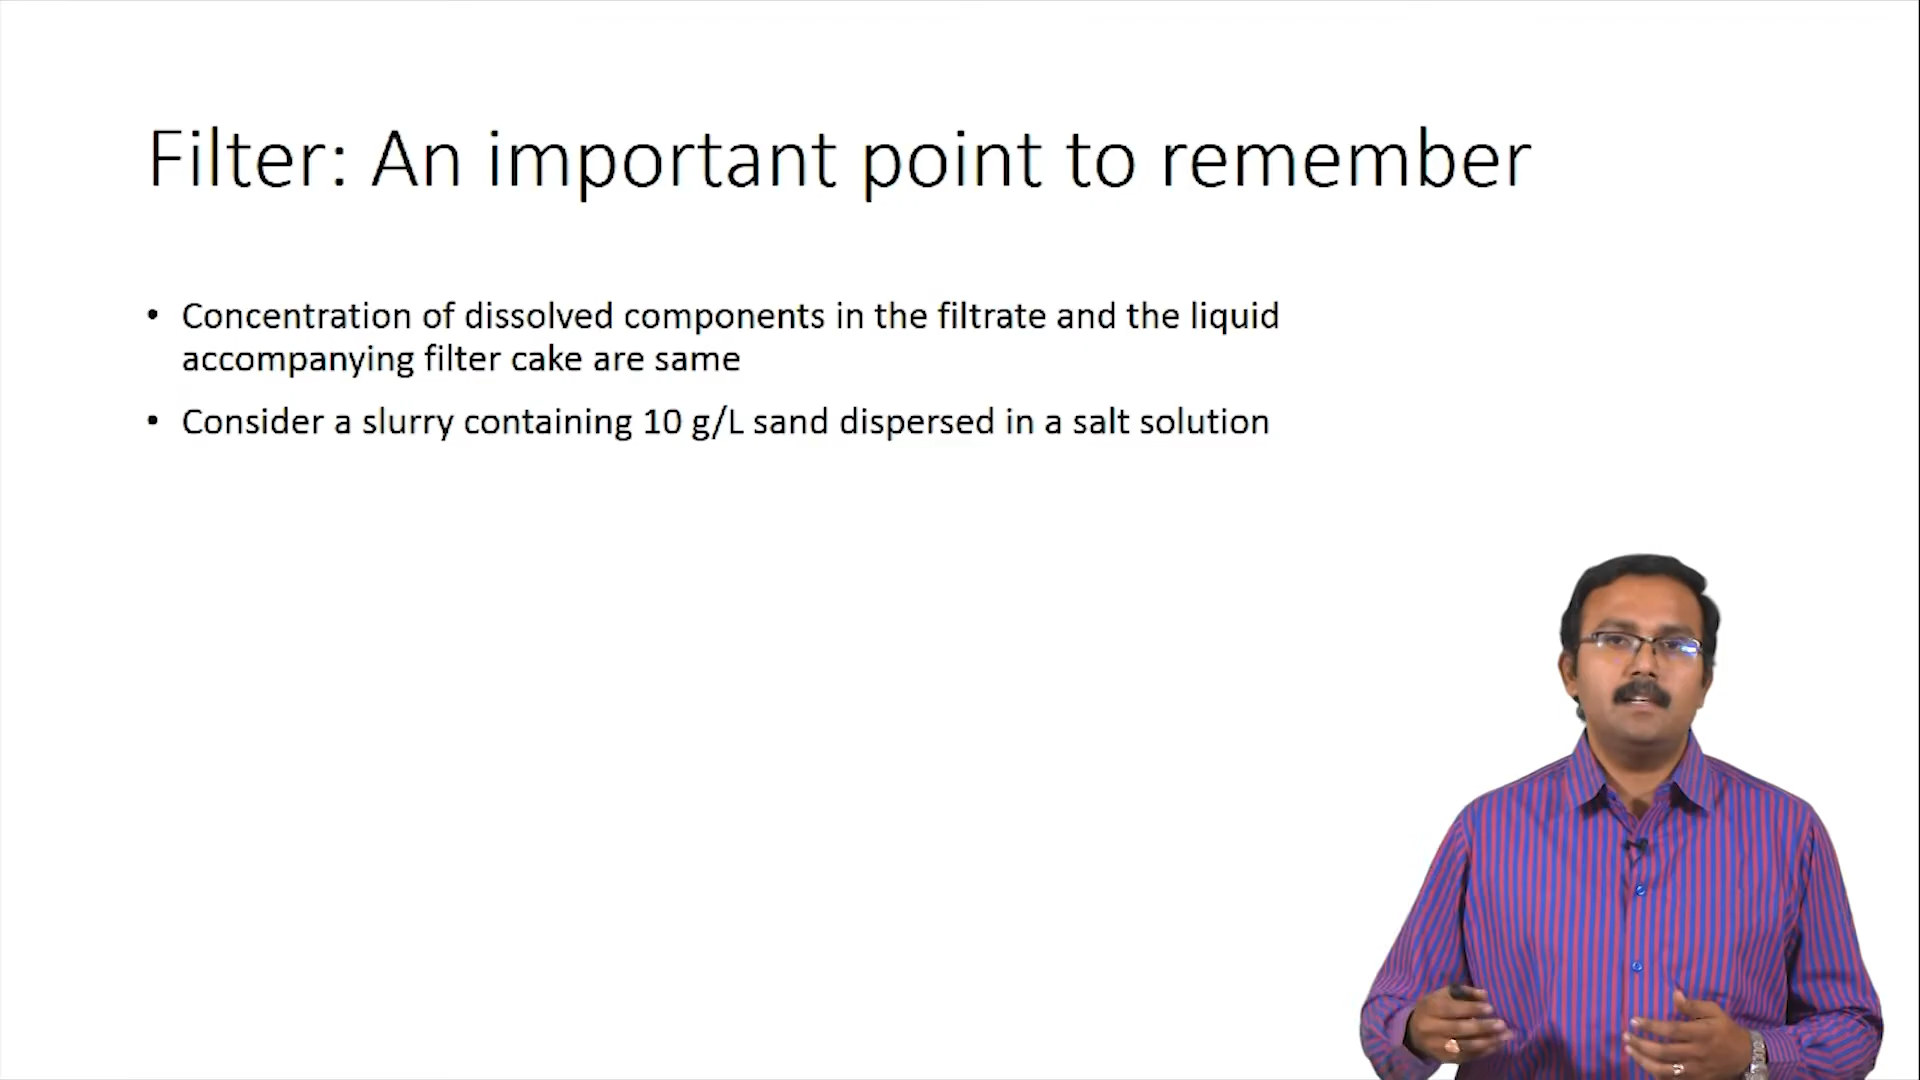 Filter: An important point to remember
• Concentration of dissolved components in the filtrate and the liquid
accompanying filter cake are same
• Consider a slurry containing 10 g/L sand dispersed in a salt solution